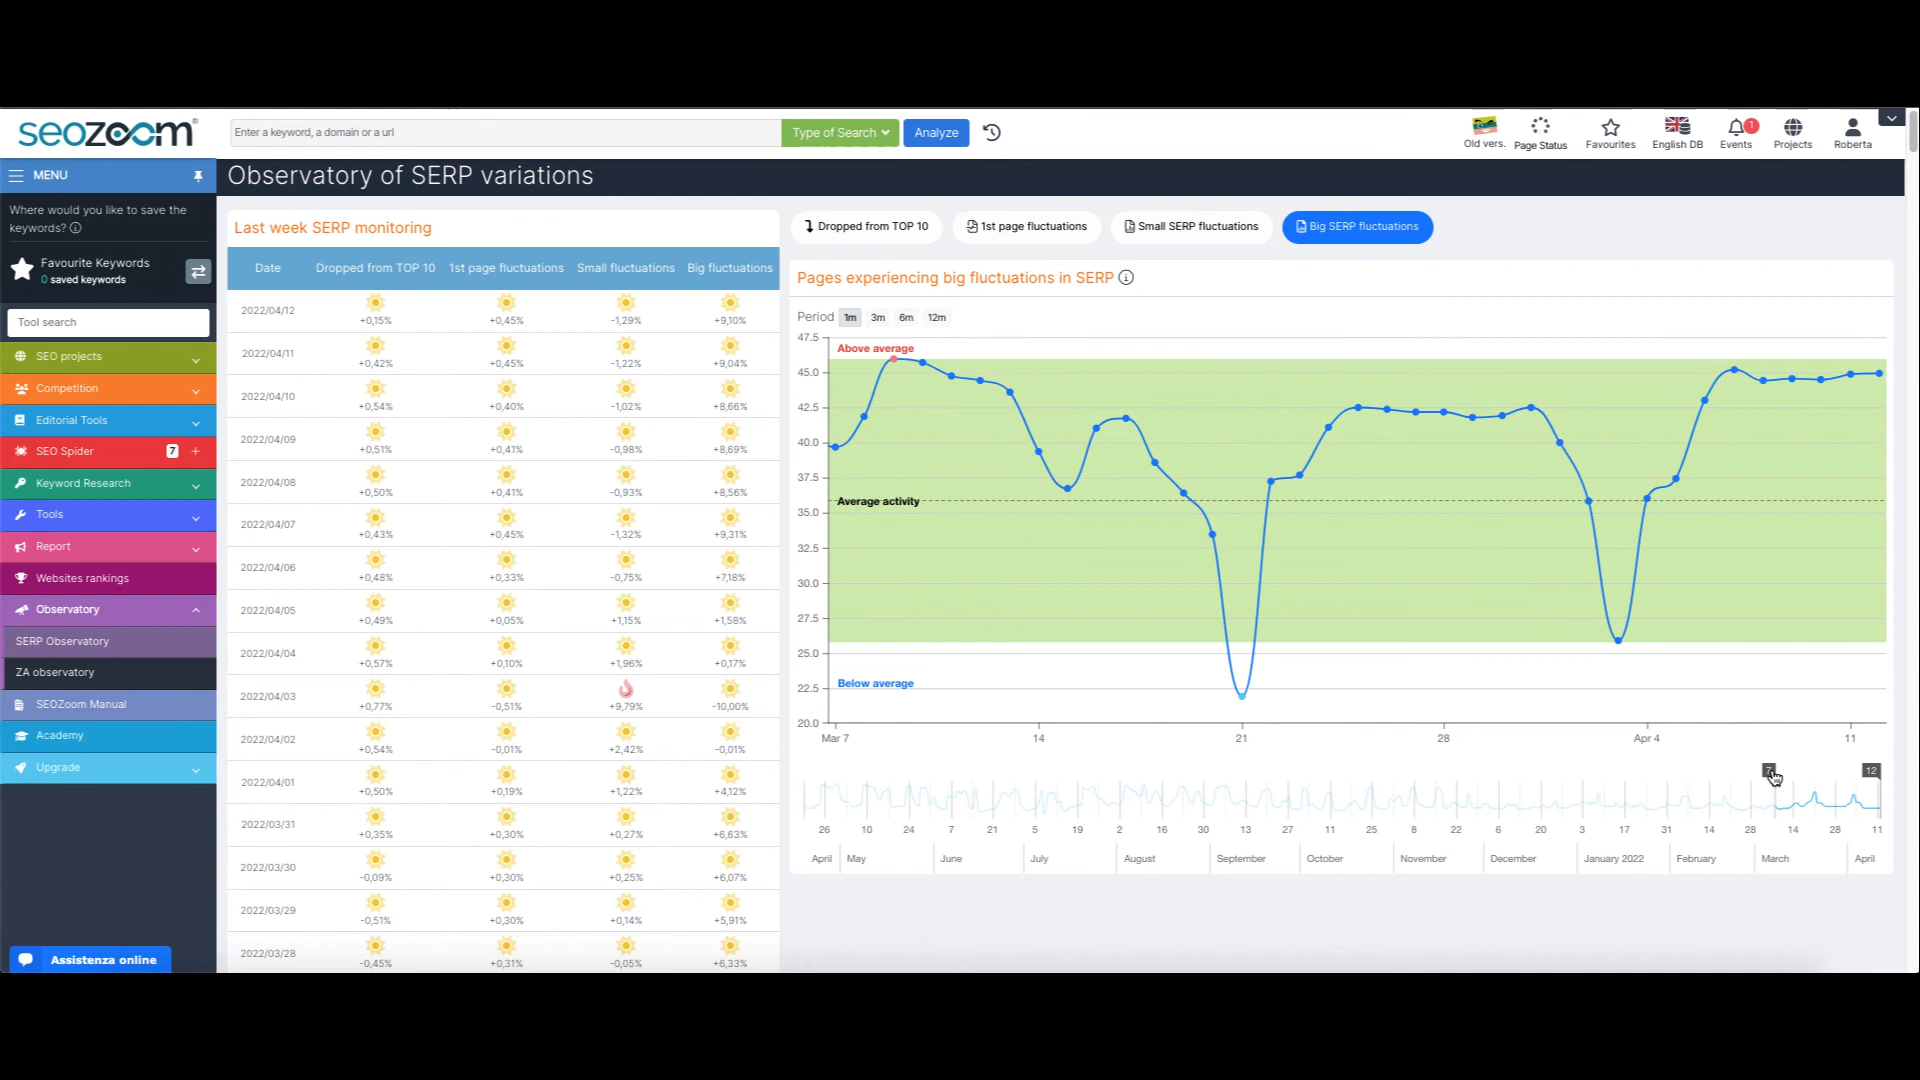 seozoom®
Enter a keyword, a domain or a url
Type of Search
Analyze
Old vers.
Page Status
Favourites
English DB
1
Events
Projects
Roberta
MENU
Observatory of SERP variations
Where would you like to save the
keywords?
Favourite Keywords
0 saved keywords
Tool search
SEO projects
Competition
Editorial Tools
SEO Spider 7 +
Keyword Research
Tools
Report
Websites rankings
Observatory
SERP Observatory
ZA observatory
SEOZoom Manual
Academy
Upgrade
Assistenza online
Last week SERP monitoring
Date Dropped from TOP 10 1st page fluctuations Small fluctuations Big fluctuations
2022/04/12 +0,15% +0,45% -1,29% +9,10%
2022/04/11 +0,42% +0,45% -1,22% +9,04%
2022/04/10 +0,54% +0,40% -1,02% +8,66%
2022/04/09 +0,51% +0,41% -0,98% +8,69%
2022/04/08 +0,50% +0,41% -0,93% +8,56%
2022/04/07 +0,43% +0,45% -1,32% +9,31%
2022/04/06 +0,48% +0,33% -0,75% +7,18%
2022/04/05 +0,49% +0,05% +1,15% +1,58%
2022/04/04 +0,57% +0,10% +1,96% +0,17%
2022/04/03 +0,77% -0,51% +9,79% -10,00%
2022/04/02 +0,54% -0,01% +2,42% -0,01%
2022/04/01 +0,50% +0,19% +1,22% +4,12%
2022/03/31 +0,35% +0,30% +0,27% +6,63%
2022/03/30 -0,09% +0,30% +0,25% +6,07%
2022/03/29 -0,51% +0,30% +0,14% +5,91%
2022/03/28 -0,45% +0,31% -0,05% +6,33%
Dropped from TOP 10
1st page fluctuations
Small SERP fluctuations
Big SERP fluctuations
Pages experiencing big fluctuations in SERP
Period 1m 3m 6m 12m
47.5
Above average
45.0
42.5
40.0
37.5
Average activity
35.0
32.5
30.0
27.5
25.0
Below average
22.5
20.0
Mar 7 14 21 28 Apr 4 11
7 12
26 10 24 7 21 5 19 2 16 30 13 27 11 25 8 22 6 20 3 17 31 14 28 14 28 11
April May June July August September October November December January 2022 February March April